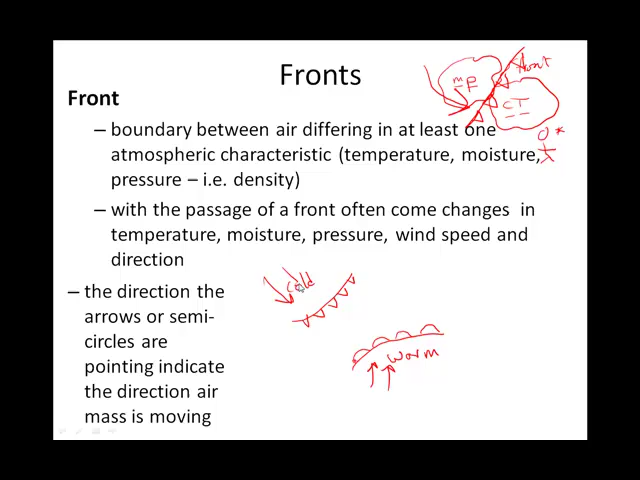 Fronts
Front
front
mP
cT
– boundary between air differing in at least one
atmospheric characteristic (temperature, moisture,
pressure – i.e. density)
– with the passage of a front often come changes in
temperature, moisture, pressure, wind speed and
direction
– the direction the
arrows or semi-
circles are
pointing indicate
the direction air
mass is moving
cold
warm